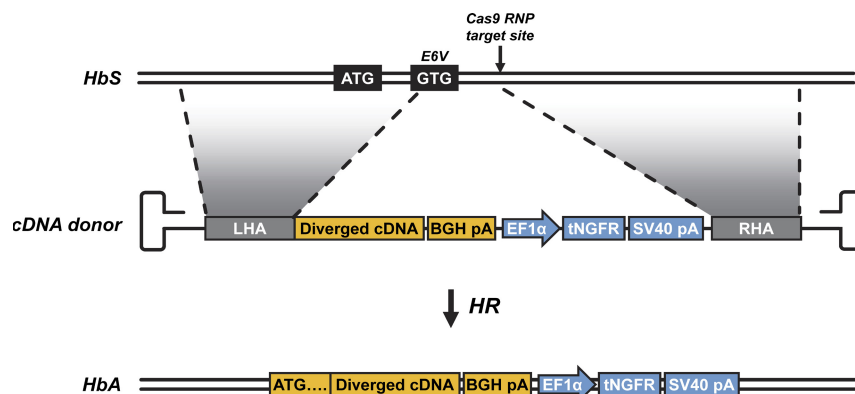 Cas9 RNP
target site
E6V
HbS
ATG
GTG
cDNA donor
LHA
Diverged cDNA
BGH pA
EF1α
tNGFR
SV40 pA
RHA
HR
HbA
ATG....
Diverged cDNA
BGH pA
EF1α
tNGFR
SV40 pA